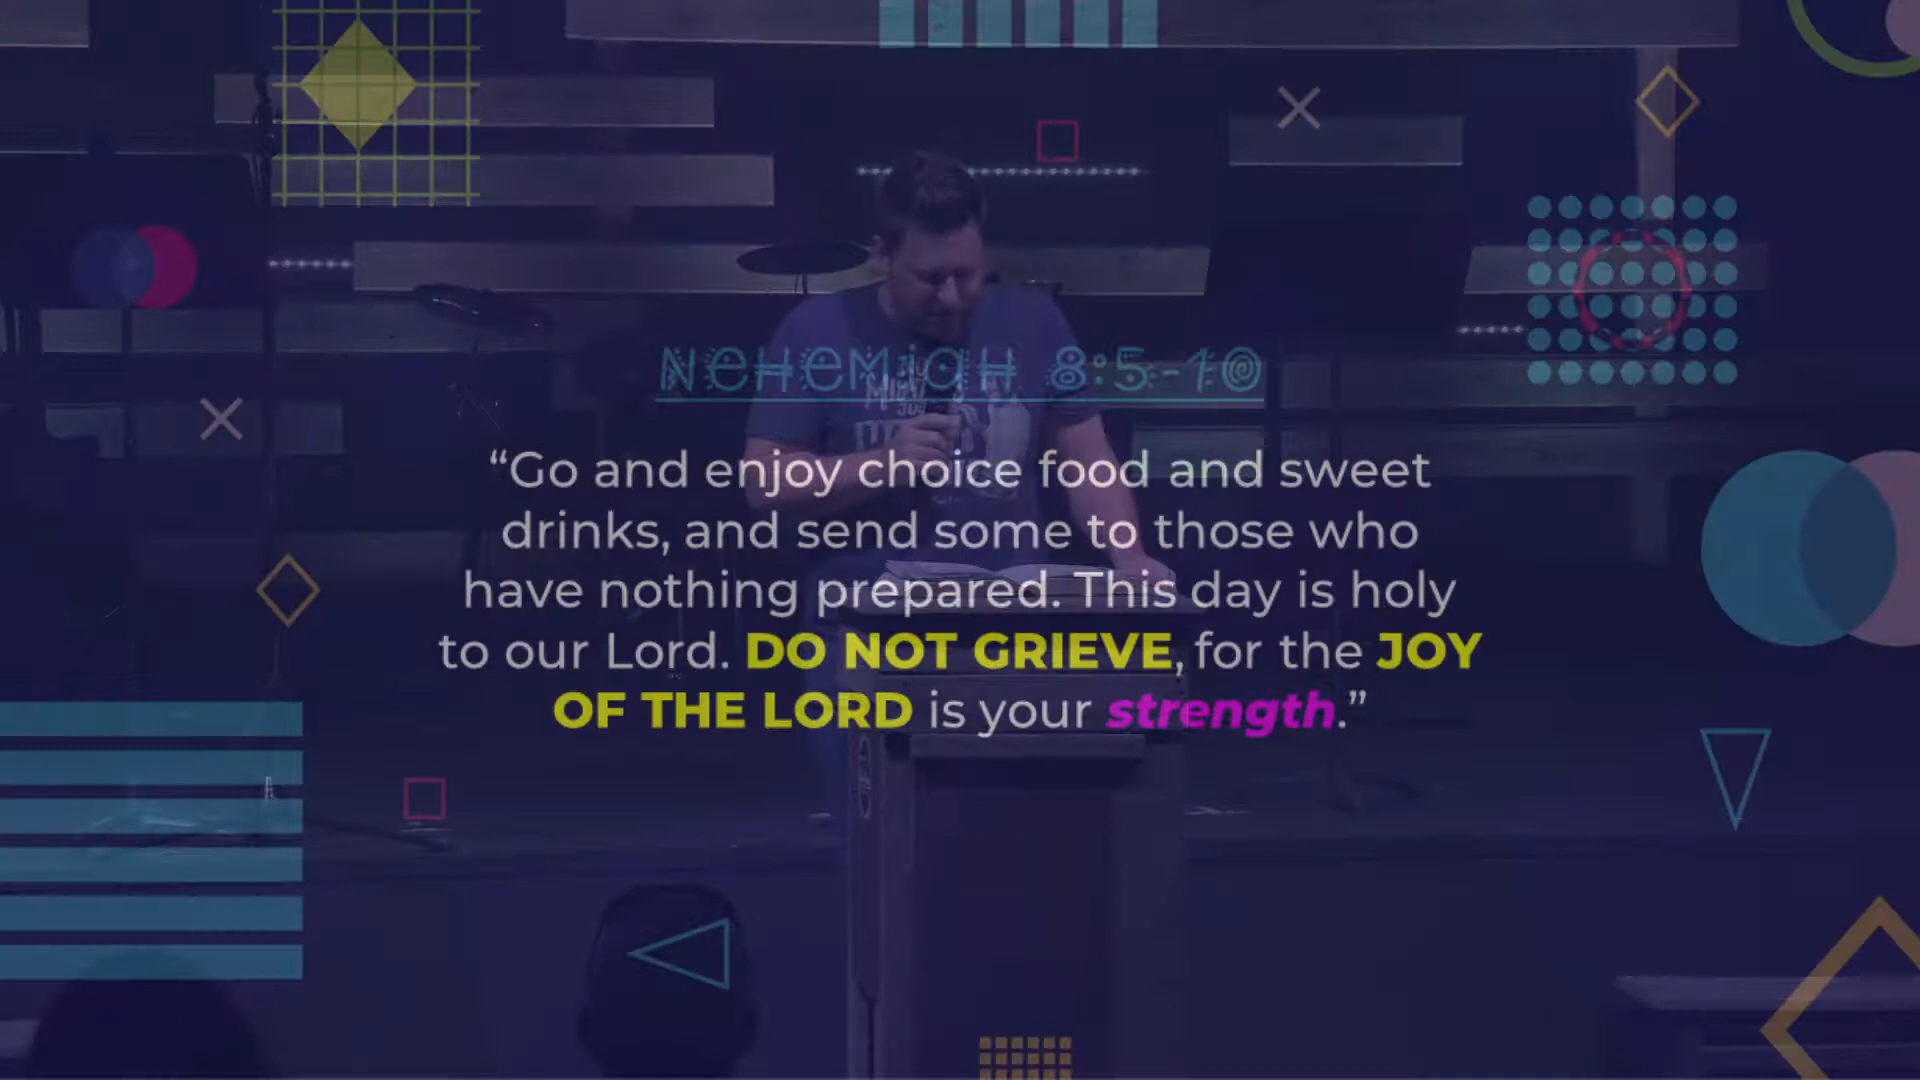 NEHEMIAH 8:5-10
“Go and enjoy choice food and sweet
drinks, and send some to those who
have nothing prepared. This day is holy
to our Lord. DO NOT GRIEVE, for the JOY
OF THE LORD is your strength.”